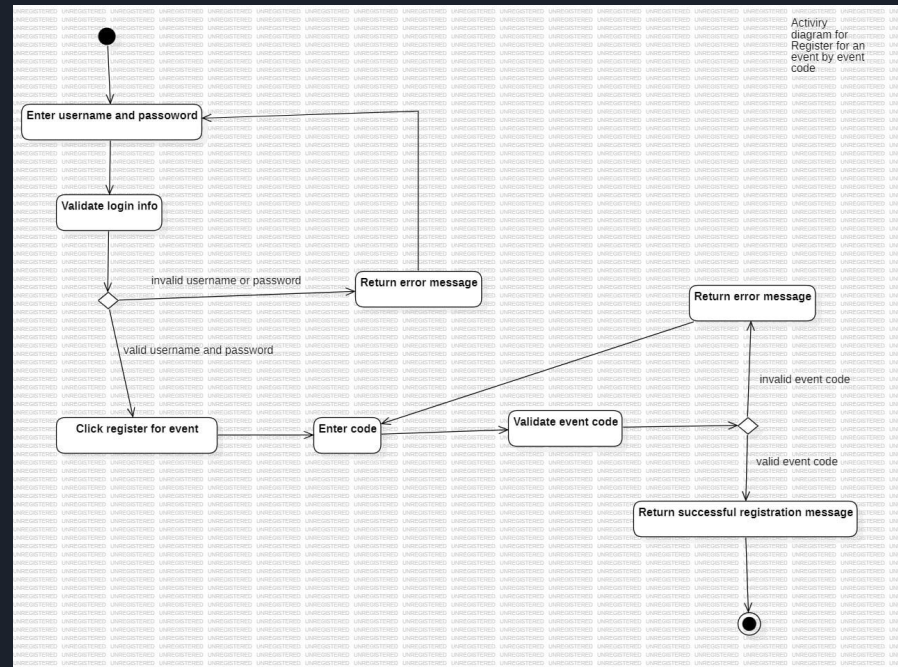 Activiry
diagram for
Register for an
event by event
code
Enter username and passoword
Validate login info
invalid username or password
Return error message
valid username and password
Click register for event
Enter code
Validate event code
Return error message
invalid event code
valid event code
Return successful registration message
UNREGISTERED